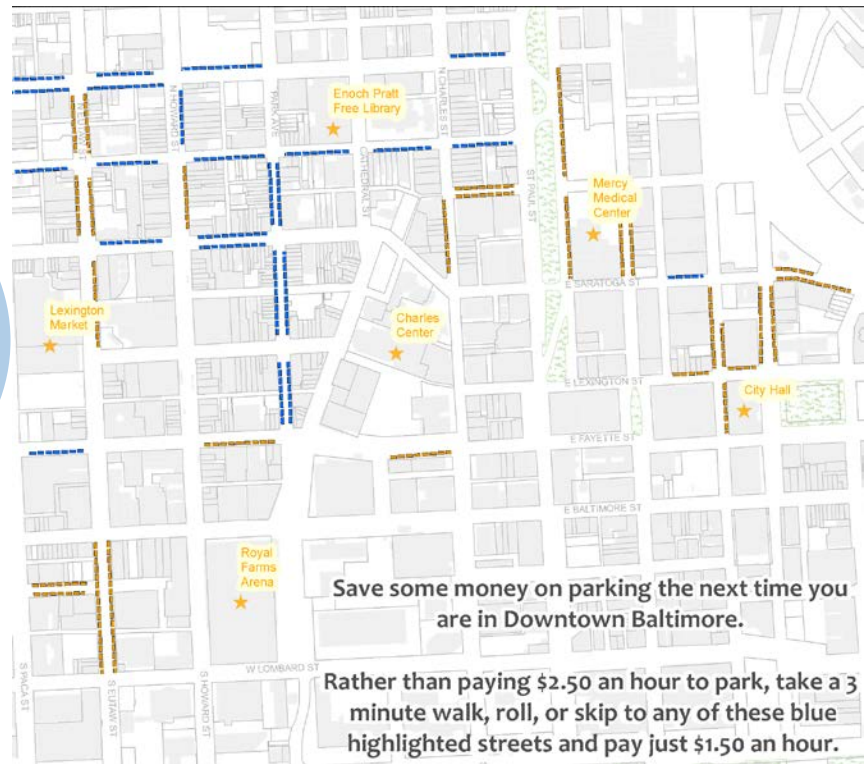 N EUTAW ST
N HOWARD ST
PARK AVE
Enoch Pratt
Free Library
CATHEDRAL ST
N CHARLES ST
ST PAUL ST
Mercy
Medical
Center
E SARATOGA ST
Lexington
Market
Charles
Center
E LEXINGTON ST
City Hall
E FAYETTE ST
E BALTIMORE ST
Royal
Farms
Arena
S PACA ST
S EUTAW ST
S HOWARD ST
W LOMBARD ST
Save some money on parking the next time you
are in Downtown Baltimore.
Rather than paying $2.50 an hour to park, take a 3
minute walk, roll, or skip to any of these blue
highlighted streets and pay just $1.50 an hour.